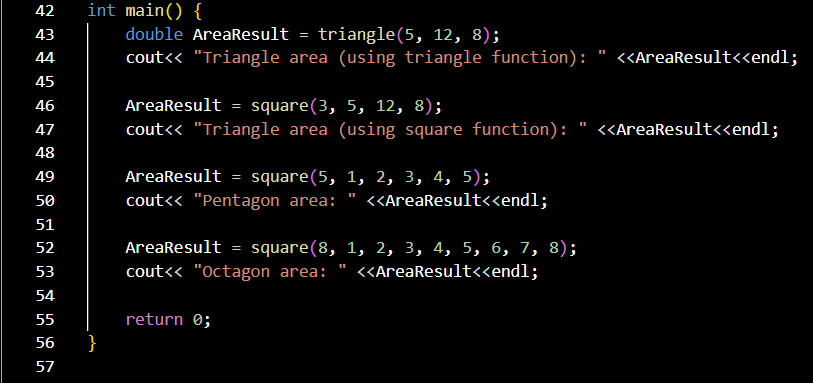 42 int main() {
43 double AreaResult = triangle(5, 12, 8);
44 cout<< "Triangle area (using triangle function): " <<AreaResult<<endl;
45
46 AreaResult = square(3, 5, 12, 8);
47 cout<< "Triangle area (using square function): " <<AreaResult<<endl;
48
49 AreaResult = square(5, 1, 2, 3, 4, 5);
50 cout<< "Pentagon area: " <<AreaResult<<endl;
51
52 AreaResult = square(8, 1, 2, 3, 4, 5, 6, 7, 8);
53 cout<< "Octagon area: " <<AreaResult<<endl;
54
55 return 0;
56 }
57